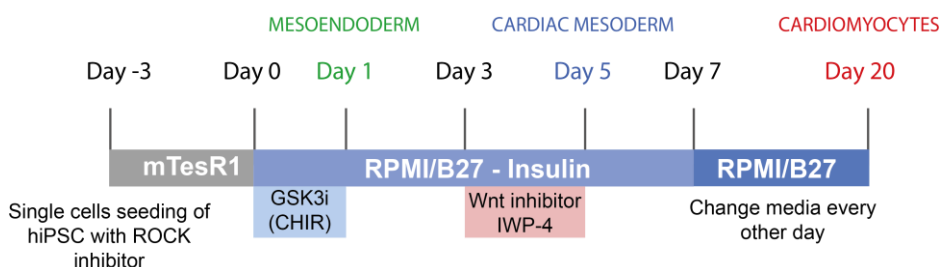 MESOENDODERM CARDIAC MESODERM CARDIOMYOCYTES
Day -3 Day 0 Day 1 Day 3 Day 5 Day 7 Day 20
mTesR1 RPMI/B27 - Insulin RPMI/B27
Single cells seeding of
hiPSC with ROCK
inhibitor
GSK3i
(CHIR)
Wnt inhibitor
IWP-4
Change media every
other day